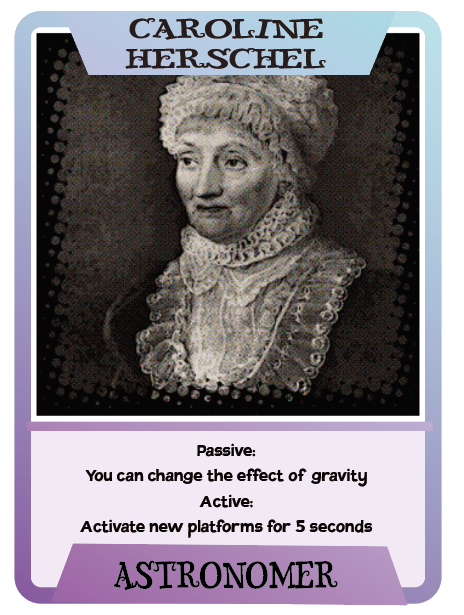 CAROLINE
HERSCHEL
Passive:
You can change the effect of gravity
Active:
Activate new platforms for 5 seconds
ASTRONOMER